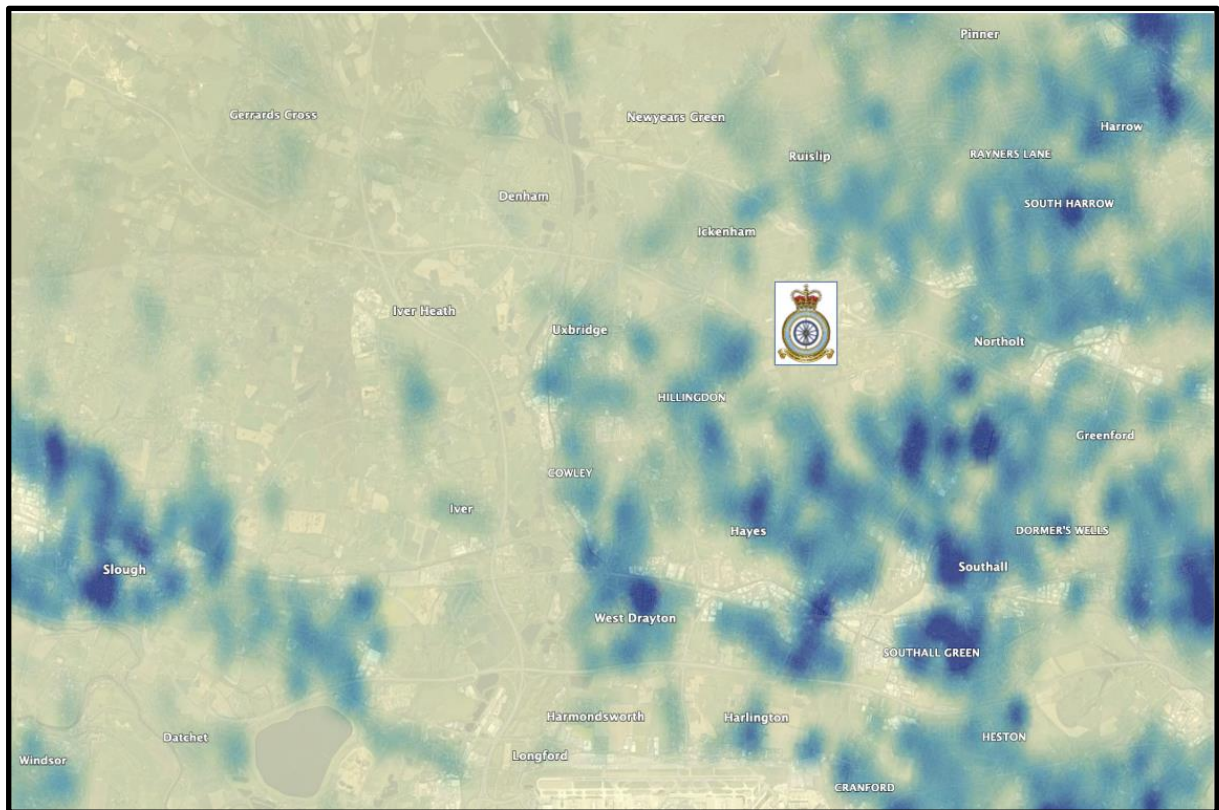 Pinner
Gerrards Cross
Newyears Green
Harrow
Ruislip
RAYNERS LANE
Denham
SOUTH HARROW
Ickenham
Iver Heath
Uxbridge
Northolt
HILLINGDON
Greenford
COWLEY
Iver
Hayes
DORMER'S WELLS
Slough
Southall
West Drayton
SOUTHALL GREEN
Harmondsworth
Harlington
Datchet
HESTON
Longford
Windsor
CRANFORD